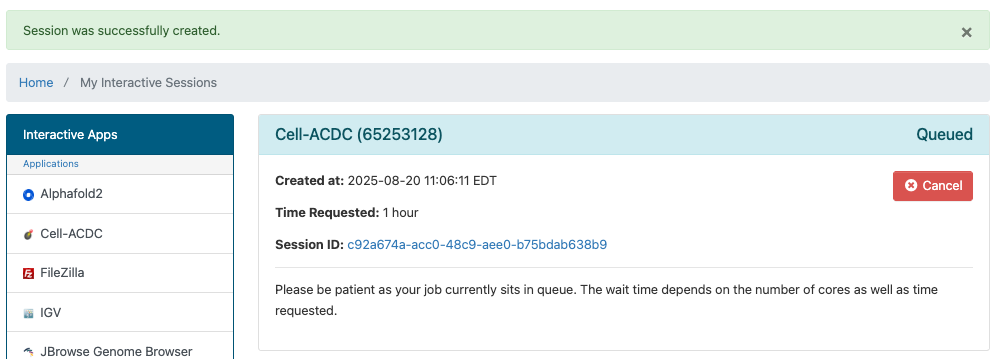 Session was successfully created. ×
Home / My Interactive Sessions
Interactive Apps
Applications
Alphafold2
Cell-ACDC
FileZilla
IGV
JBrowse Genome Browser
Cell-ACDC (65253128) Queued
Created at: 2025-08-20 11:06:11 EDT
Cancel
Time Requested: 1 hour
Session ID: c92a674a-acc0-48c9-aee0-b75bdab638b9
Please be patient as your job currently sits in queue. The wait time depends on the number of cores as well as time
requested.